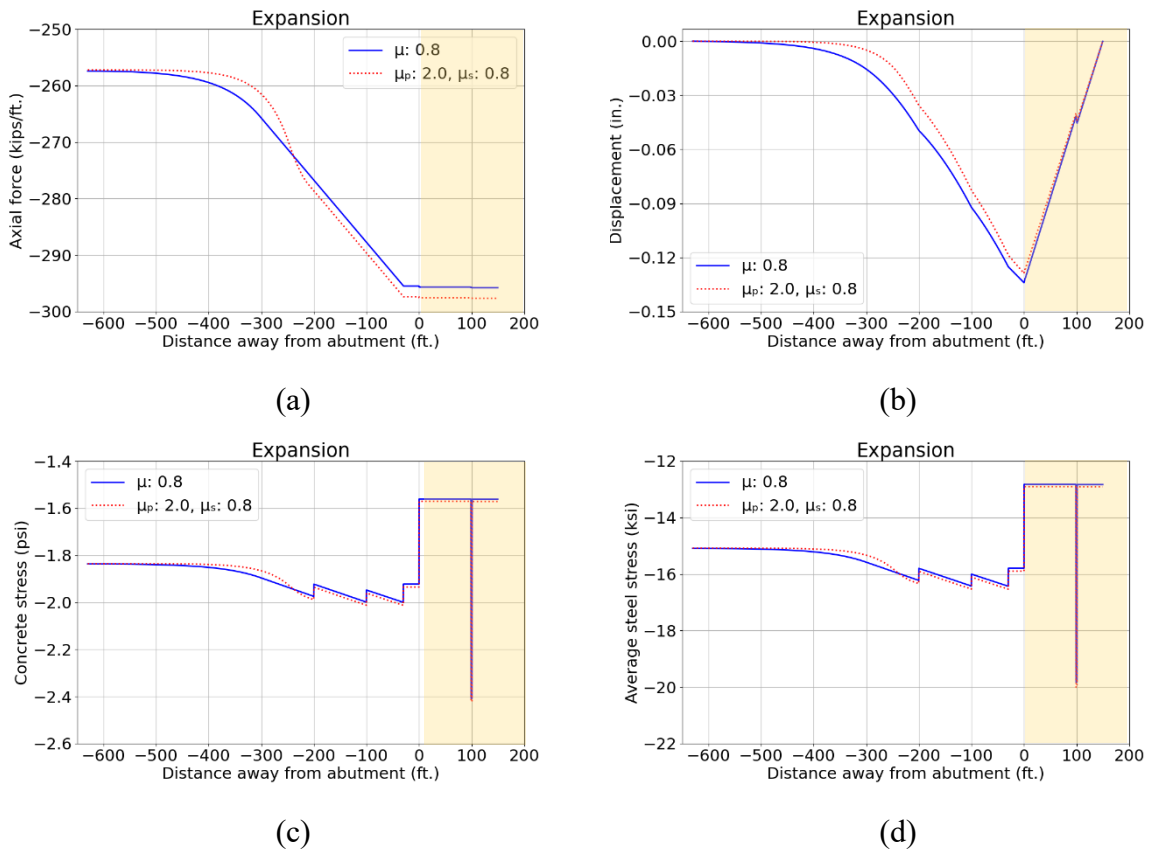 Expansion
Axial force (kips/ft.)
−250
−260
−270
−280
−290
−300
μ: 0.8
μₚ: 2.0, μₛ: 0.8
−600 −500 −400 −300 −200 −100 0 100 200
Distance away from abutment (ft.)
(a)
Expansion
Displacement (in.)
0.00
−0.03
−0.06
−0.09
−0.12
−0.15
μ: 0.8
μₚ: 2.0, μₛ: 0.8
−600 −500 −400 −300 −200 −100 0 100 200
Distance away from abutment (ft.)
(b)
Expansion
Concrete stress (psi)
−1.4
−1.6
−1.8
−2.0
−2.2
−2.4
−2.6
μ: 0.8
μₚ: 2.0, μₛ: 0.8
−600 −500 −400 −300 −200 −100 0 100 200
Distance away from abutment (ft.)
(c)
Expansion
Average steel stress (ksi)
−12
−14
−16
−18
−20
−22
μ: 0.8
μₚ: 2.0, μₛ: 0.8
−600 −500 −400 −300 −200 −100 0 100 200
Distance away from abutment (ft.)
(d)